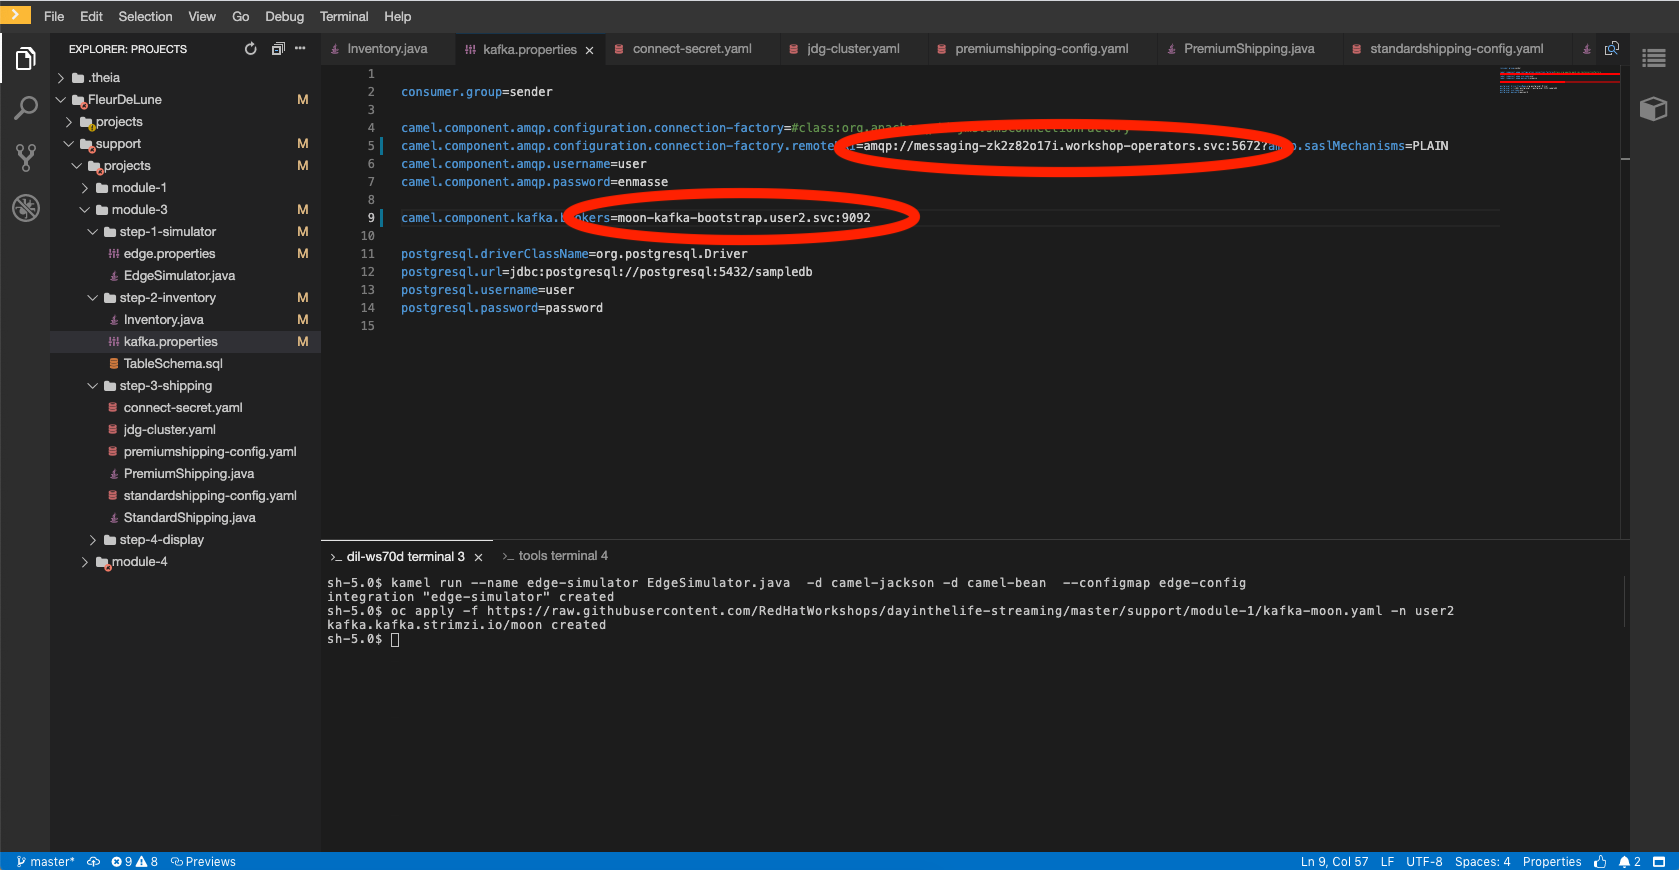 File Edit Selection View Go Debug Terminal Help
EXPLORER: PROJECTS
.theia
FleurDeLune M
projects
support M
projects M
module-1
module-3 M
step-1-simulator M
edge.properties M
EdgeSimulator.java
step-2-inventory M
Inventory.java M
kafka.properties M
TableSchema.sql
step-3-shipping
connect-secret.yaml
jdg-cluster.yaml
premiumshipping-config.yaml
PremiumShipping.java
standardshipping-config.yaml
StandardShipping.java
step-4-display
module-4
Inventory.java kafka.properties connect-secret.yaml jdg-cluster.yaml premiumshipping-config.yaml PremiumShipping.java standardshipping-config.yaml
1
2 consumer.group=sender
3
4 camel.component.amqp.configuration.connection-factory=#class:org.apach
5 camel.component.amqp.configuration.connection-factory.remote =amqp://messaging-zk2z82o17i.workshop-operators.svc:5672? .saslMechanisms=PLAIN
6 camel.component.amqp.username=user
7 camel.component.amqp.password=enmasse
8
9 camel.component.kafka. kers=moon-kafka-bootstrap.user2.svc:9092
10
11 postgresql.driverClassName=org.postgresql.Driver
12 postgresql.url=jdbc:postgresql://postgresql:5432/sampledb
13 postgresql.username=user
14 postgresql.password=password
15
>_ dil-ws70d terminal 3 >_ tools terminal 4
sh-5.0$ kamel run --name edge-simulator EdgeSimulator.java -d camel-jackson -d camel-bean --configmap edge-config
integration "edge-simulator" created
sh-5.0$ oc apply -f https://raw.githubusercontent.com/RedHatWorkshops/dayinthelife-streaming/master/support/module-1/kafka-moon.yaml -n user2
kafka.kafka.strimzi.io/moon created
sh-5.0$
master* 9 8 Previews Ln 9, Col 57 LF UTF-8 Spaces: 4 Properties 2